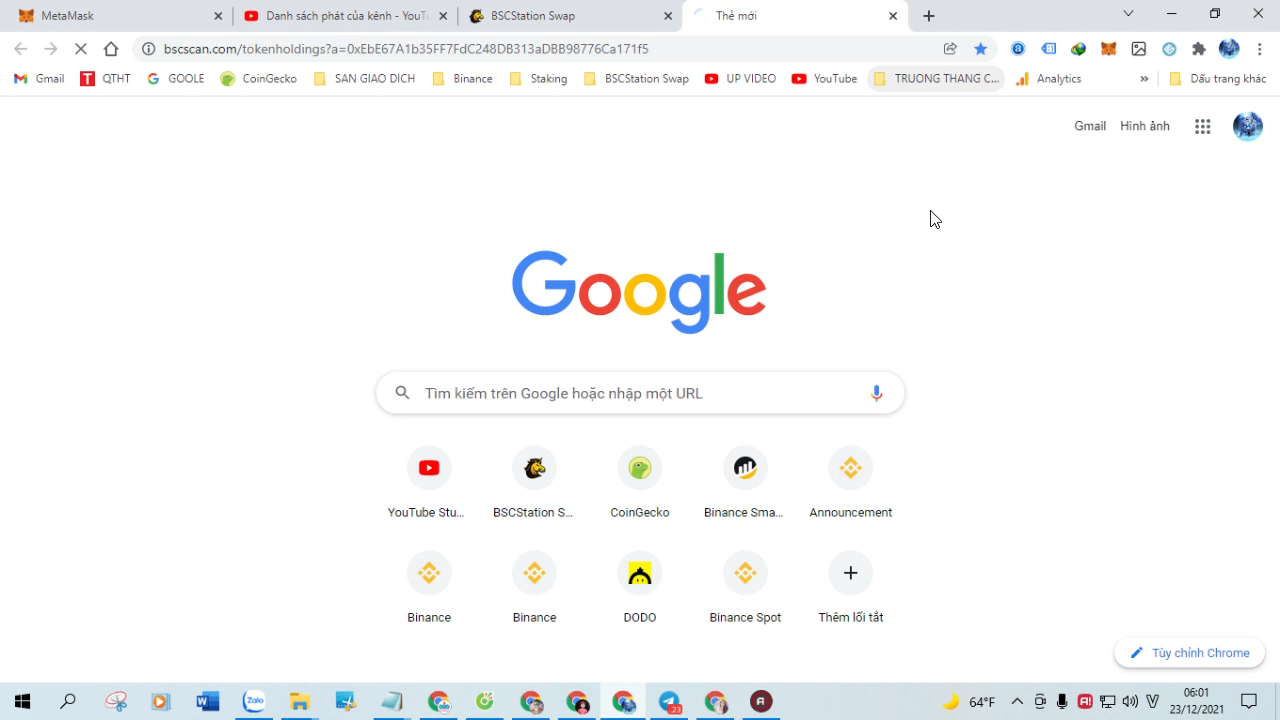 MetaMask
Danh sách phát của kênh - YouT
BSCStation Swap
Thẻ mới
bscscan.com/tokenholdings?a=0xEbE67A1b35FF7FdC248DB313aDBB98776Ca171f5
Gmail QTHT GOOLE CoinGecko SAN GIAO DICH Binance Staking BSCStation Swap UP VIDEO YouTube TRUONG THANG C... Analytics » Dấu trang khác
Gmail Hình ảnh
Google
Tìm kiếm trên Google hoặc nhập một URL
YouTube Stu... BSCStation S... CoinGecko Binance Sma... Announcement
Binance Binance DODO Binance Spot Thêm lối tắt
Tùy chỉnh Chrome
Zalo
23
64°F
06:01
23/12/2021